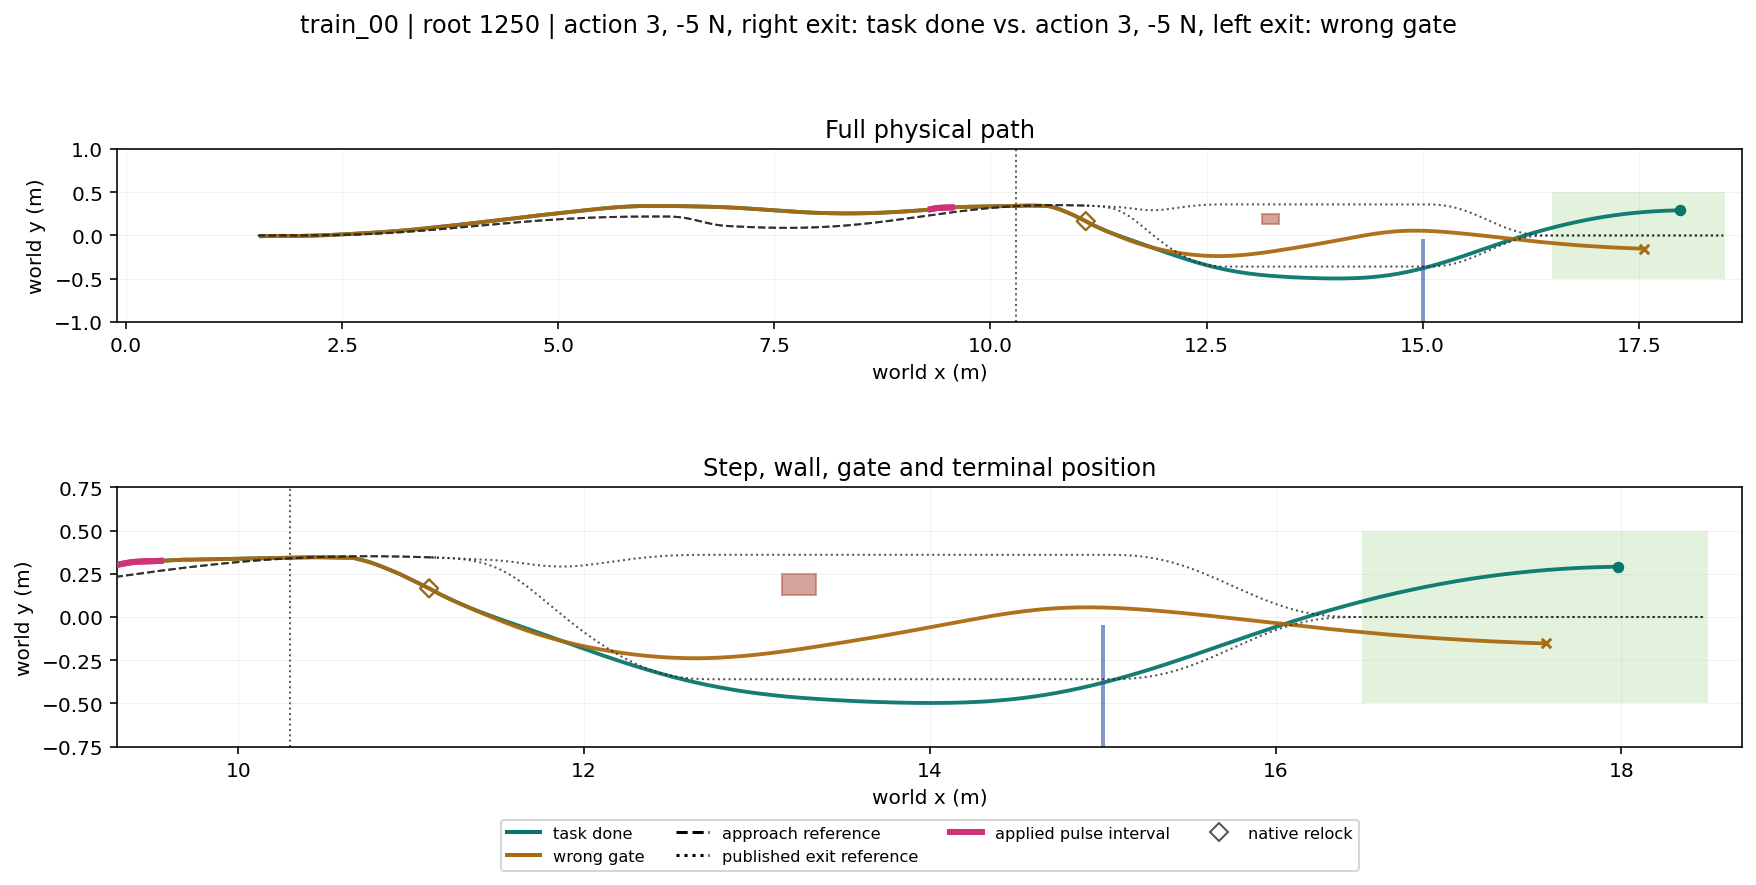 train_00 | root 1250 | action 3, -5 N, right exit: task done vs. action 3, -5 N, left exit: wrong gate
Full physical path
1.0
0.5
0.0
−0.5
−1.0
world y (m)
0.0 2.5 5.0 7.5 10.0 12.5 15.0 17.5
world x (m)
Step, wall, gate and terminal position
0.75
0.50
0.25
0.00
−0.25
−0.50
−0.75
world y (m)
10 12 14 16 18
world x (m)
task done approach reference applied pulse interval native relock
wrong gate published exit reference